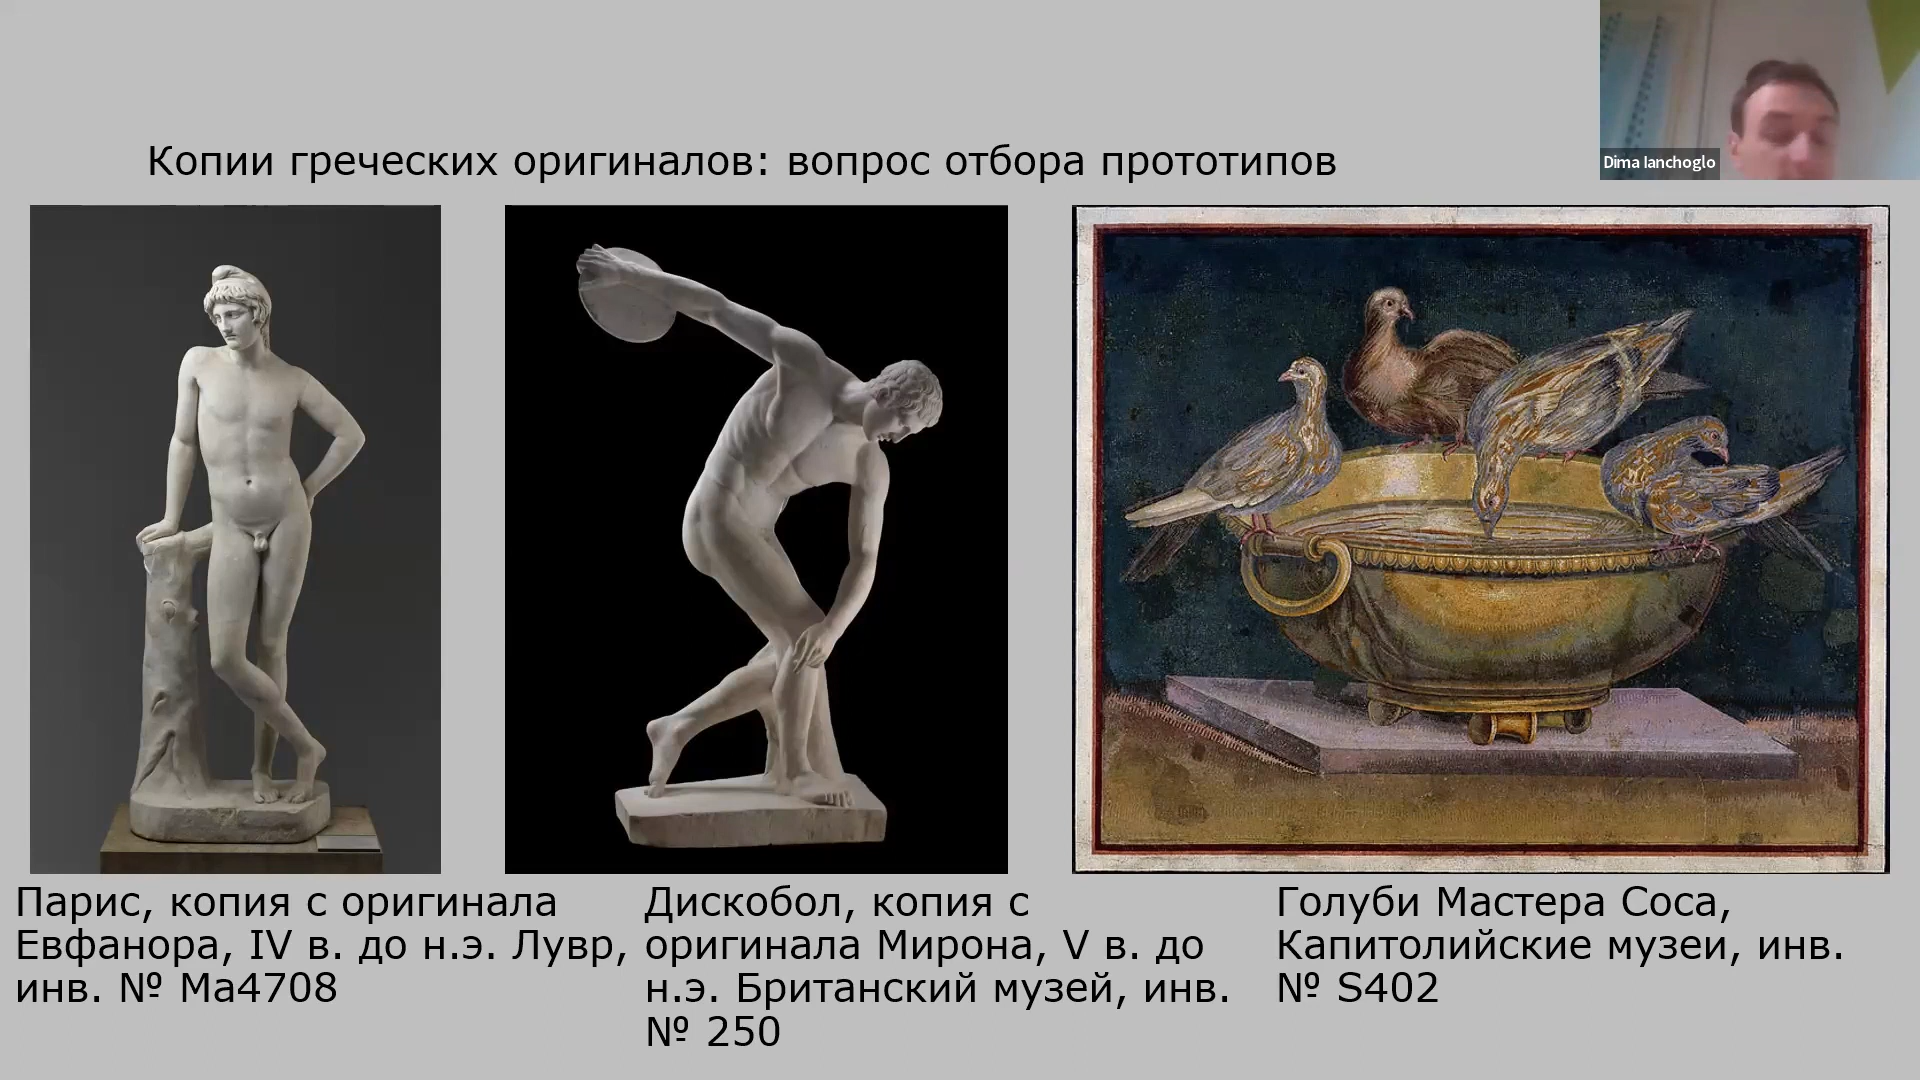 Dima Ianchoglo
Копии греческих оригиналов: вопрос отбора прототипов
Парис, копия с оригинала
Евфанора, IV в. до н.э. Лувр,
инв. № Ma4708
Дискобол, копия с
оригинала Мирона, V в. до
н.э. Британский музей, инв.
№ 250
Голуби Мастера Соса,
Капитолийские музеи, инв.
№ S402